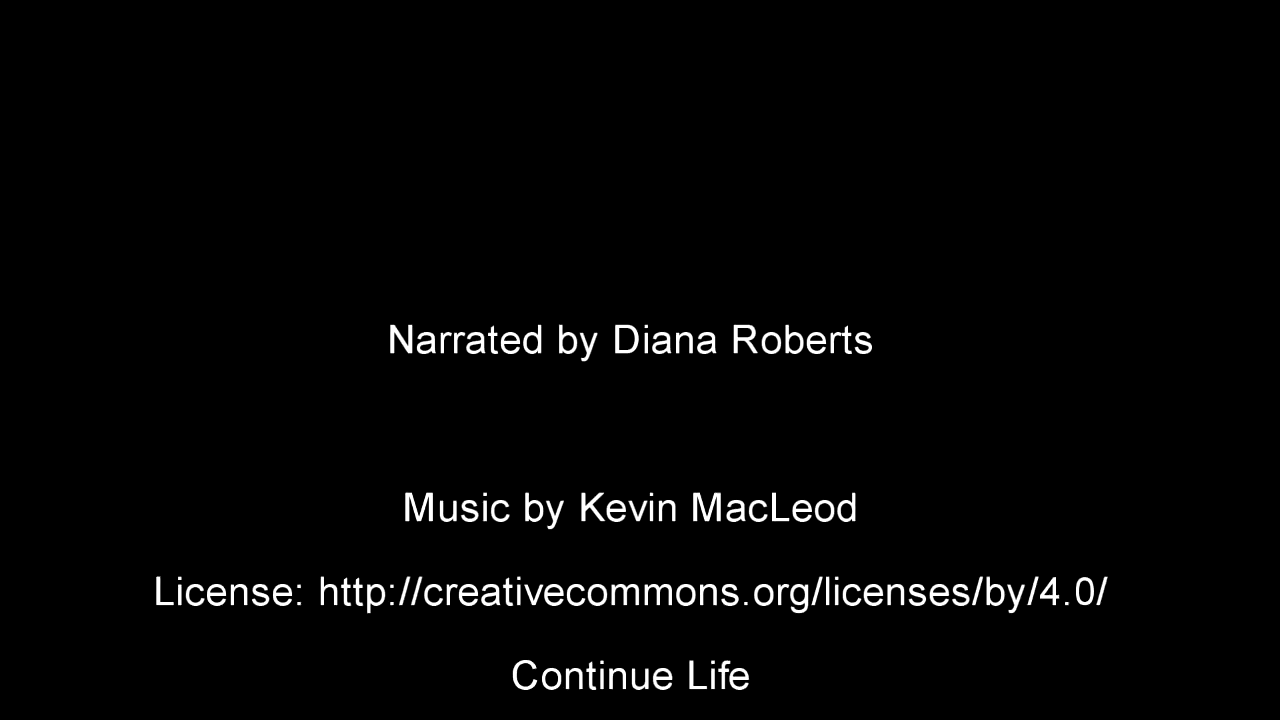 Narrated by Diana Roberts
Music by Kevin MacLeod
License: http://creativecommons.org/licenses/by/4.0/
Continue Life